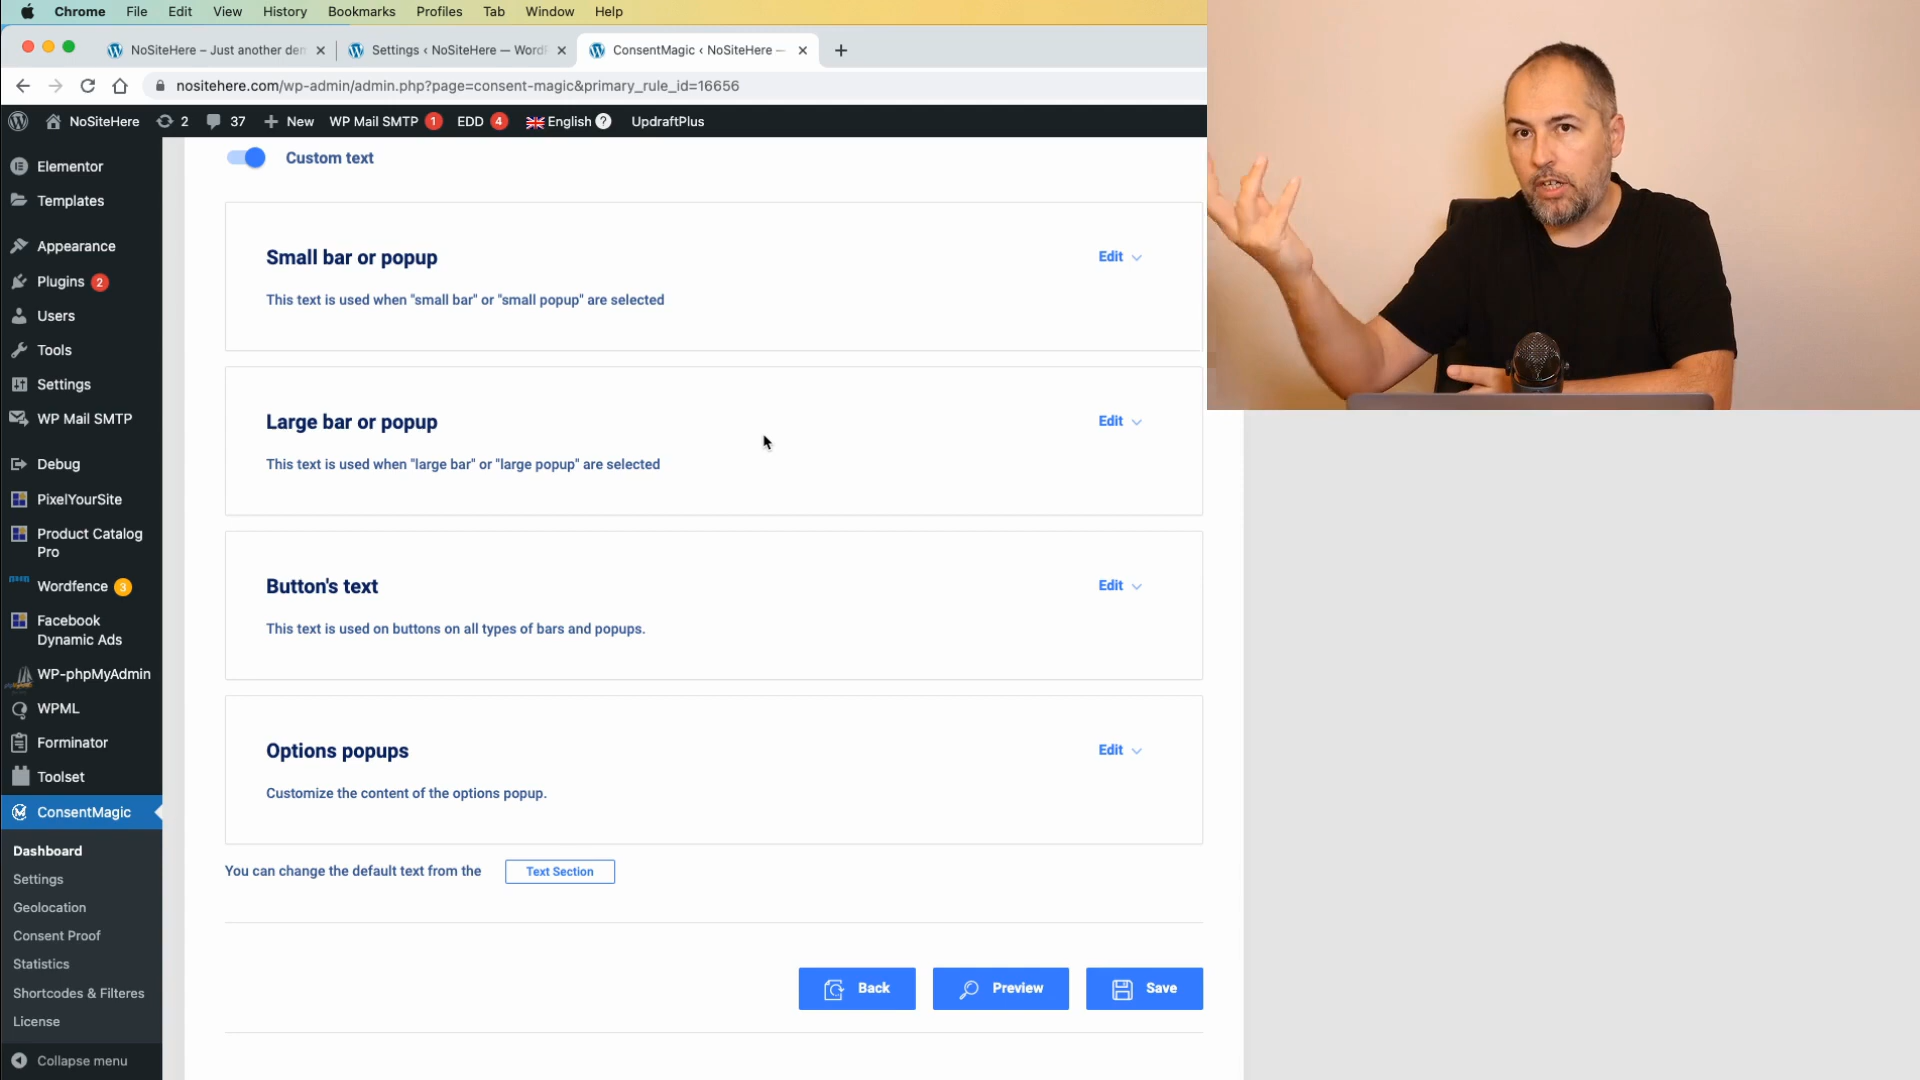 Chrome File Edit View History Bookmarks Profiles Tab Window Help
NoSiteHere – Just another den
Settings ‹ NoSiteHere — WordP
ConsentMagic ‹ NoSiteHere —
nositehere.com/wp-admin/admin.php?page=consent-magic&primary_rule_id=16656
NoSiteHere 2 37 New WP Mail SMTP 1 EDD 4 English ? UpdraftPlus
Elementor
Templates
Appearance
Plugins 2
Users
Tools
Settings
WP Mail SMTP
Debug
PixelYourSite
Product Catalog
Pro
Wordfence 3
Facebook
Dynamic Ads
WP-phpMyAdmin
WPML
Forminator
Toolset
ConsentMagic
Dashboard
Settings
Geolocation
Consent Proof
Statistics
Shortcodes & Filteres
License
Collapse menu
Custom text
Small bar or popup
Edit
This text is used when "small bar" or "small popup" are selected
Large bar or popup
Edit
This text is used when "large bar" or "large popup" are selected
Button's text
Edit
This text is used on buttons on all types of bars and popups.
Options popups
Edit
Customize the content of the options popup.
You can change the default text from the Text Section
Back Preview Save